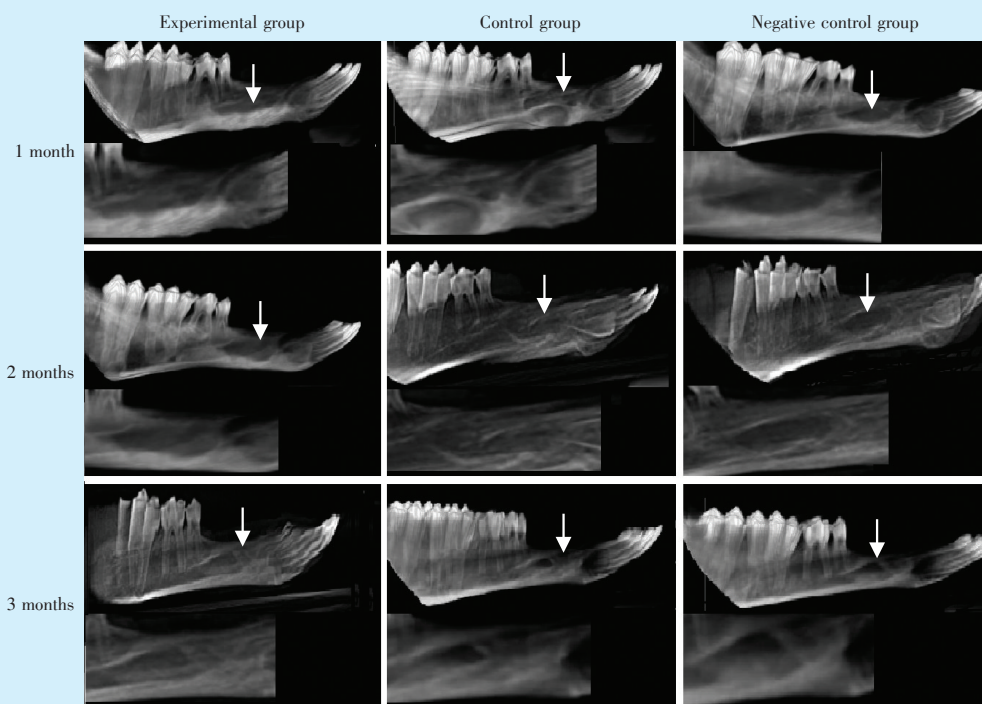 Experimental group
Control group
Negative control group
1 month
2 months
3 months